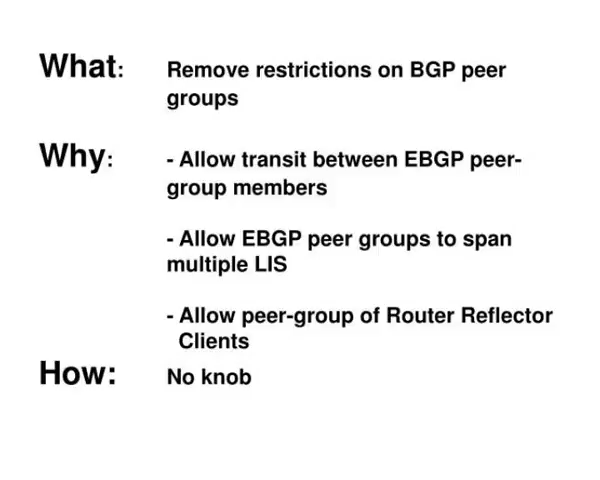 What: Remove restrictions on BGP peer
groups
Why: - Allow transit between EBGP peer-
group members
- Allow EBGP peer groups to span
multiple LIS
- Allow peer-group of Router Reflector
Clients
How: No knob